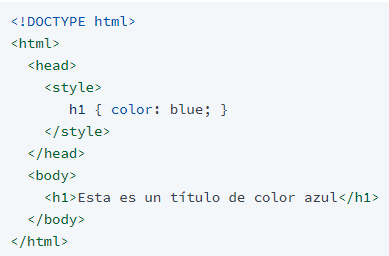 <!DOCTYPE html>
<html>
<head>
<style>
h1 { color: blue; }
</style>
</head>
<body>
<h1>Esta es un título de color azul</h1>
</body>
</html>